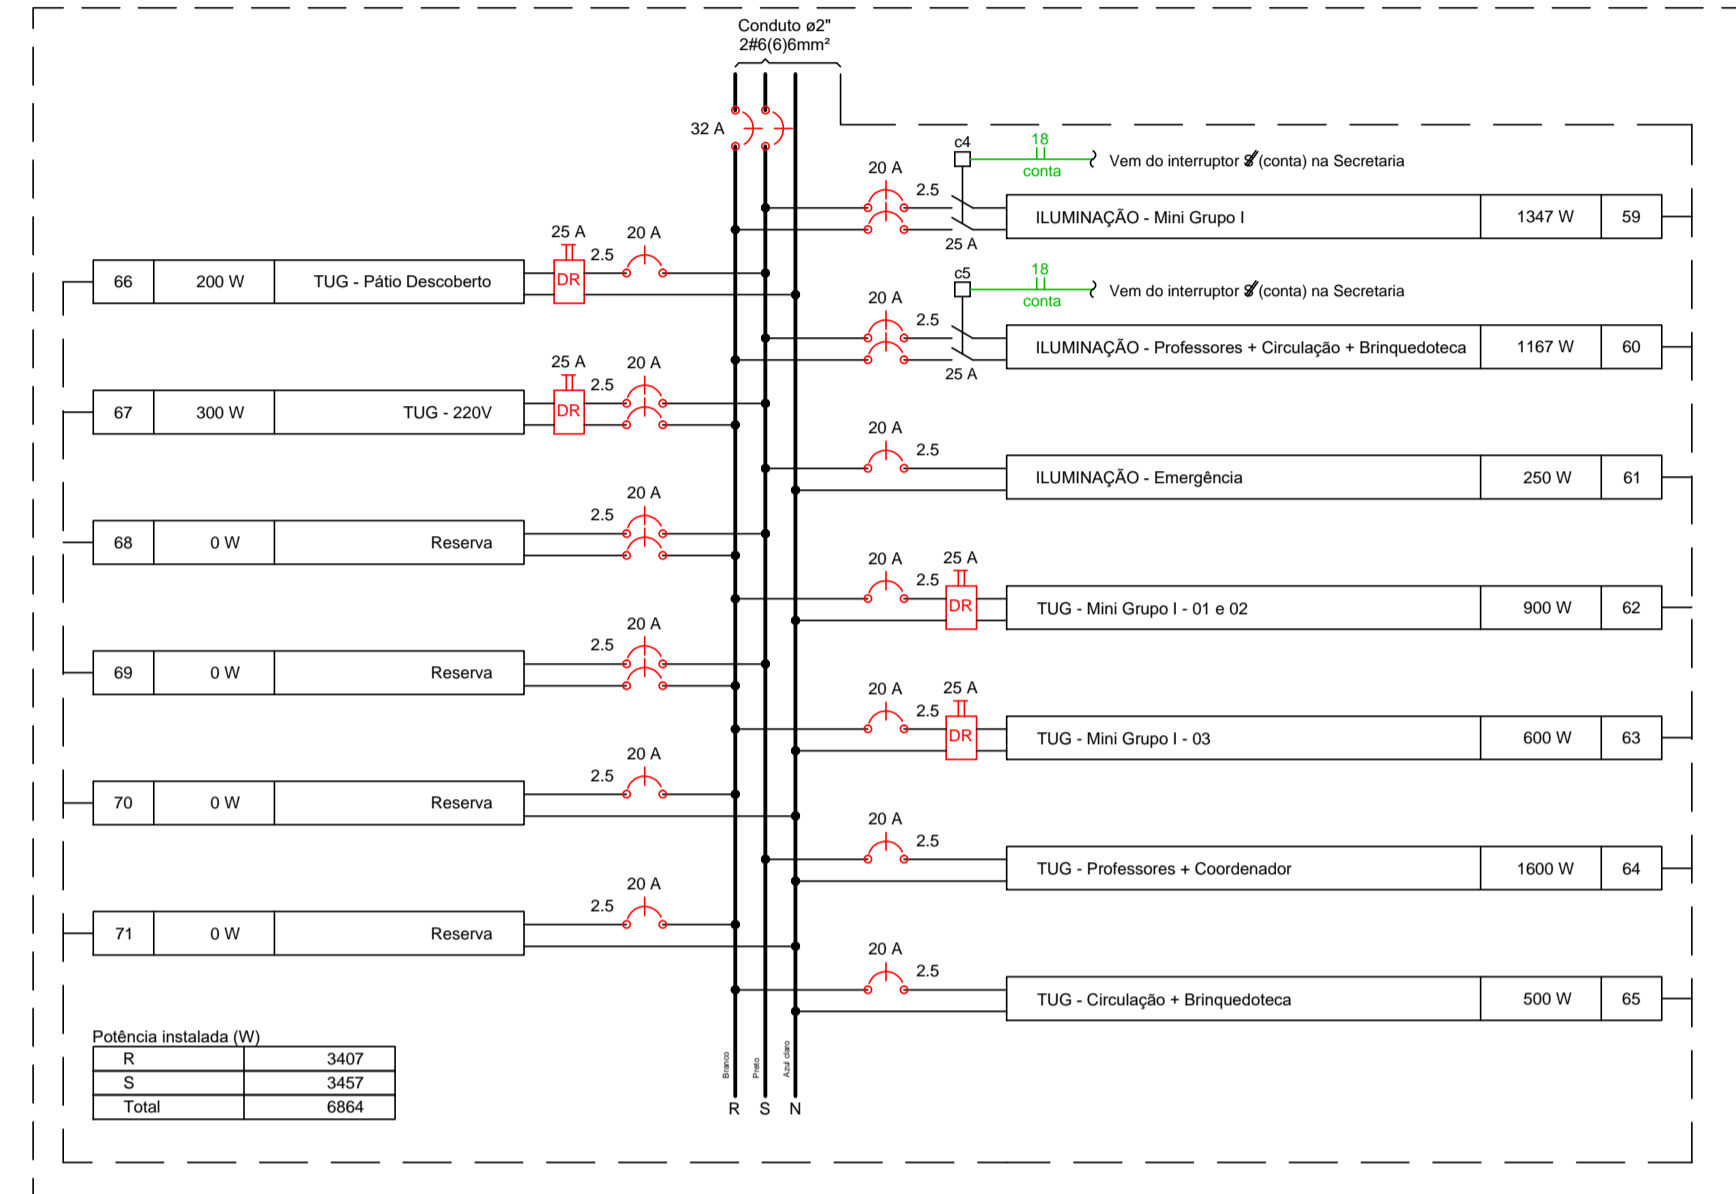 Conduto ø2"
2#6(6)6mm²
32 A
20 A
2.5
c4
18
conta
Vem do interruptor (conta) na Secretaria
25 A
ILUMINAÇÃO - Mini Grupo I 1347 W 59
20 A
2.5
c5
18
conta
Vem do interruptor (conta) na Secretaria
25 A
ILUMINAÇÃO - Professores + Circulação + Brinquedoteca 1167 W 60
20 A
2.5
ILUMINAÇÃO - Emergência 250 W 61
20 A
2.5
25 A
DR
TUG - Mini Grupo I - 01 e 02 900 W 62
20 A
2.5
25 A
DR
TUG - Mini Grupo I - 03 600 W 63
20 A
2.5
TUG - Professores + Coordenador 1600 W 64
20 A
2.5
TUG - Circulação + Brinquedoteca 500 W 65
66 200 W TUG - Pátio Descoberto
25 A
DR
2.5
20 A
67 300 W TUG - 220V
25 A
DR
2.5
20 A
68 0 W Reserva
2.5
20 A
69 0 W Reserva
2.5
20 A
70 0 W Reserva
2.5
20 A
71 0 W Reserva
2.5
20 A
Potência instalada (W)
R 3407
S 3457
Total 6864
Branco
Preto
Azul claro
R S N